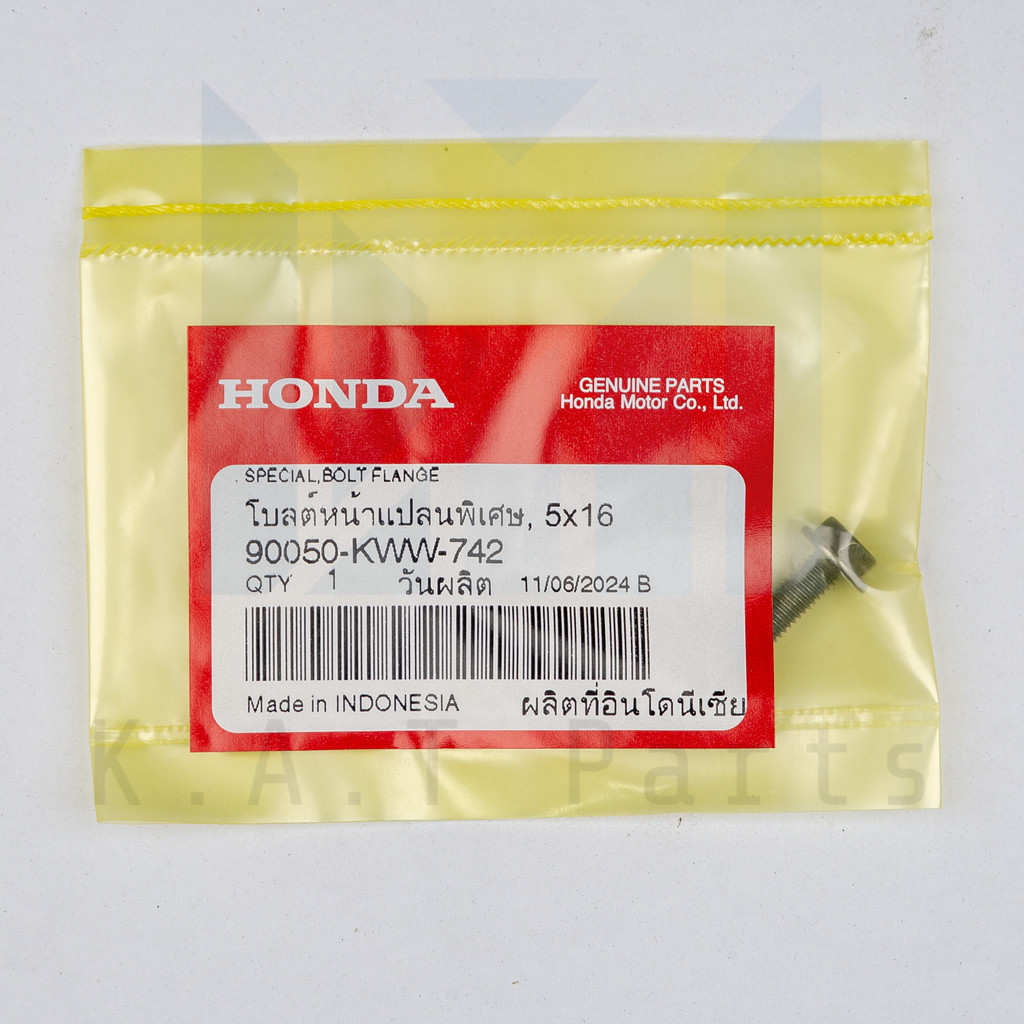 HONDA
GENUINE PARTS
Honda Motor Co., Ltd.
. SPECIAL,BOLT FLANGE
โบลต์หน้าแปลนพิเศษ, 5x16
90050-KWW-742
QTY 1 วันผลิต 11/06/2024 B
Made in INDONESIA ผลิตที่อินโดนีเซีย
K.A.T Parts